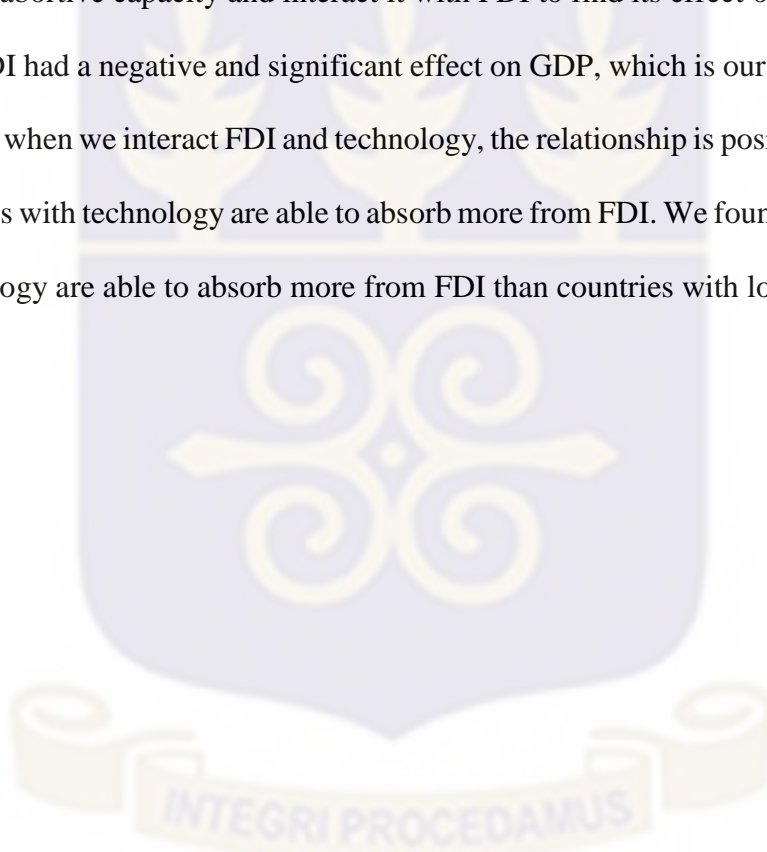 abortive capacity and interact it with FDI to find its effect
DI had a negative and significant effect on GDP, which is our
when we interact FDI and technology, the relationship is posi
s with technology are able to absorb more from FDI. We foun
ogy are able to absorb more from FDI than countries with lo
INTEGRI PROCEDAMUS